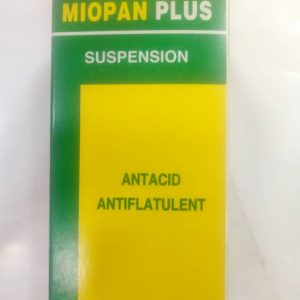 MIOPAN PLUS
SUSPENSION
ANTACID
ANTIFLATULENT